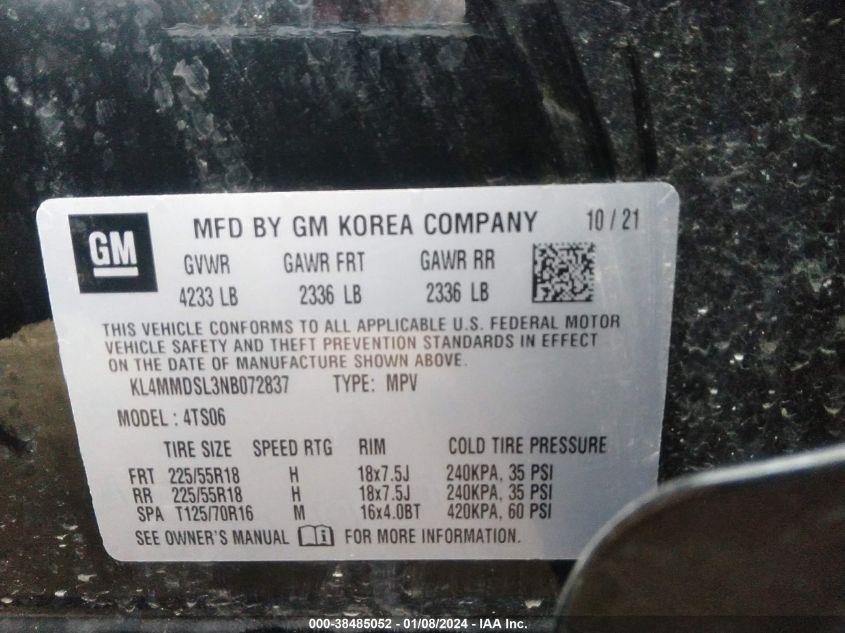 GM
MFD BY GM KOREA COMPANY 10 / 21
GVWR GAWR FRT GAWR RR
4233 LB 2336 LB 2336 LB
THIS VEHICLE CONFORMS TO ALL APPLICABLE U.S. FEDERAL MOTOR
VEHICLE SAFETY AND THEFT PREVENTION STANDARDS IN EFFECT
ON THE DATE OF MANUFACTURE SHOWN ABOVE.
KL4MMDSL3NB072837 TYPE: MPV
MODEL : 4TS06
TIRE SIZE SPEED RTG RIM COLD TIRE PRESSURE
FRT 225/55R18 H 18x7.5J 240KPA, 35 PSI
RR 225/55R18 H 18x7.5J 240KPA, 35 PSI
SPA T125/70R16 M 16x4.0BT 420KPA, 60 PSI
SEE OWNER'S MANUAL i FOR MORE INFORMATION.
000-38485052 - 01/08/2024 - IAA Inc.